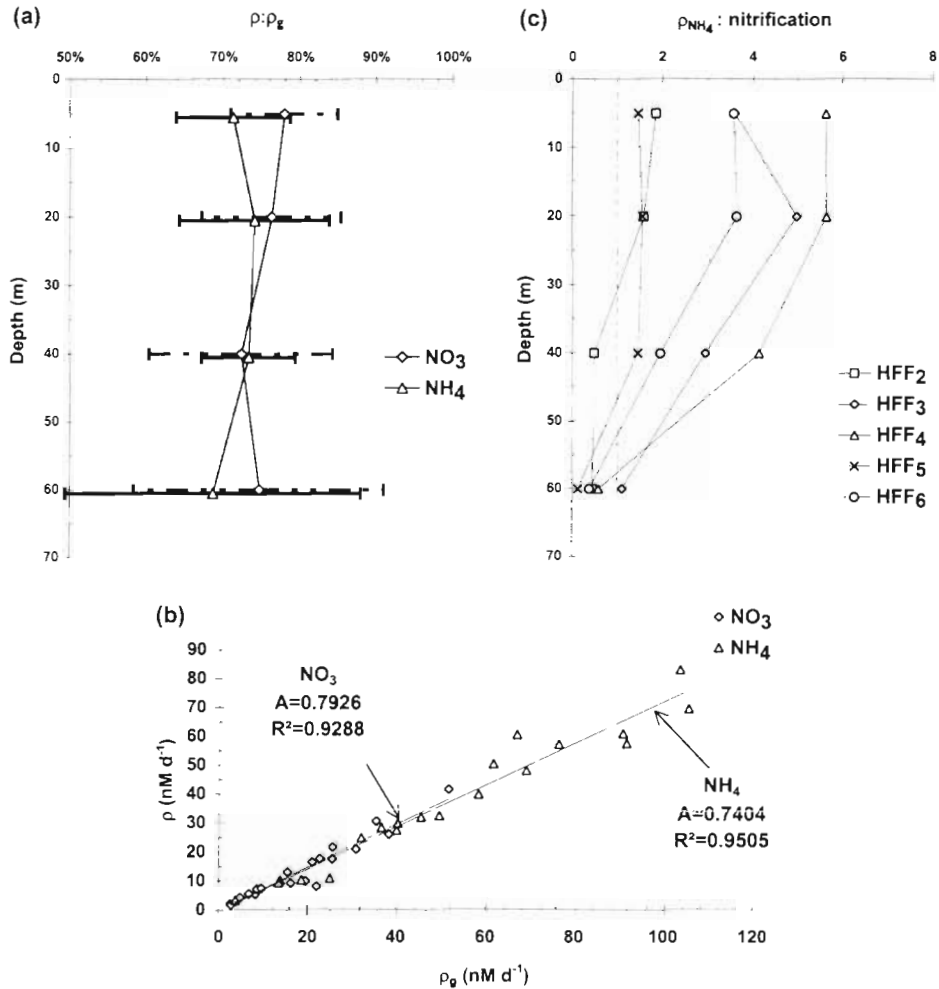 (a)
ρ:ρg
50% 60% 70% 80% 90% 100%
0
10
20
30
40
50
60
70
Depth (m)
NO3
NH4
(c)
ρNH4 : nitrification
0 2 4 6 8
0
10
20
30
40
50
60
70
Depth (m)
HFF2
HFF3
HFF4
HFF5
HFF6
(b)
NO3
NH4
90
80
70
60
50
40
30
20
10
0
ρ (nM d-1)
NO3
A=0.7926
R²=0.9288
NH4
A=0.7404
R²=0.9505
0 20 40 60 80 100 120
ρg (nM d-1)